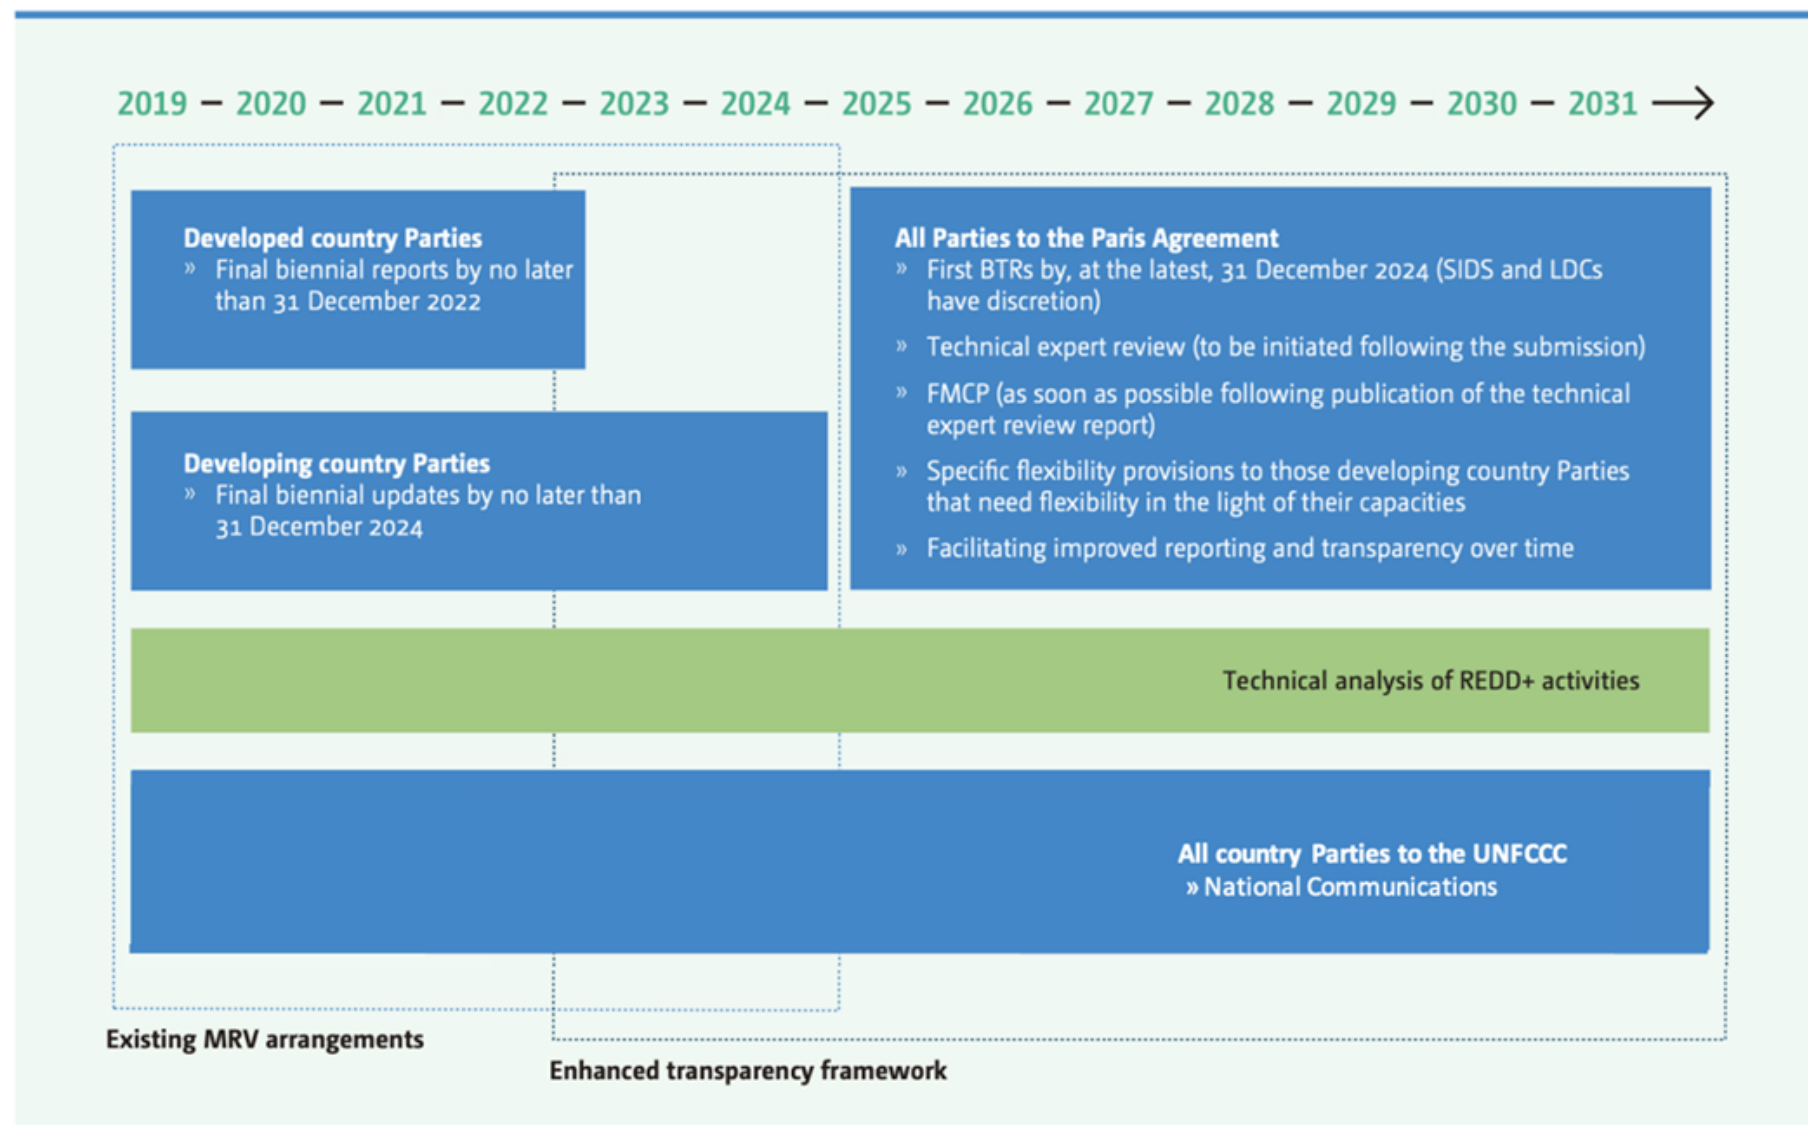 2019 – 2020 – 2021 – 2022 – 2023 – 2024 – 2025 – 2026 – 2027 – 2028 – 2029 – 2030 – 2031
Developed country Parties
» Final biennial reports by no later
than 31 December 2022
Developing country Parties
» Final biennial updates by no later than
31 December 2024
All Parties to the Paris Agreement
» First BTRs by, at the latest, 31 December 2024 (SIDS and LDCs
have discretion)
» Technical expert review (to be initiated following the submission)
» FMCP (as soon as possible following publication of the technical
expert review report)
» Specific flexibility provisions to those developing country Parties
that need flexibility in the light of their capacities
» Facilitating improved reporting and transparency over time
Technical analysis of REDD+ activities
All country Parties to the UNFCCC
» National Communications
Existing MRV arrangements
Enhanced transparency framework